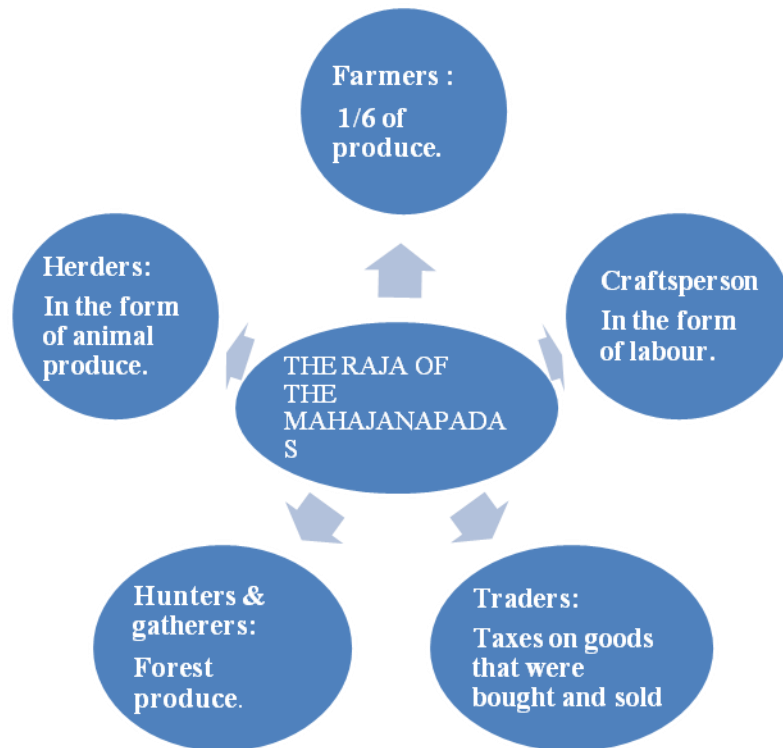 Farmers :
1/6 of
produce.
Herders:
In the form
of animal
produce.
Craftsperson
In the form
of labour.
THE RAJA OF
THE
MAHAJANAPADA
S
Hunters &
gatherers:
Forest
produce.
Traders:
Taxes on goods
that were
bought and sold